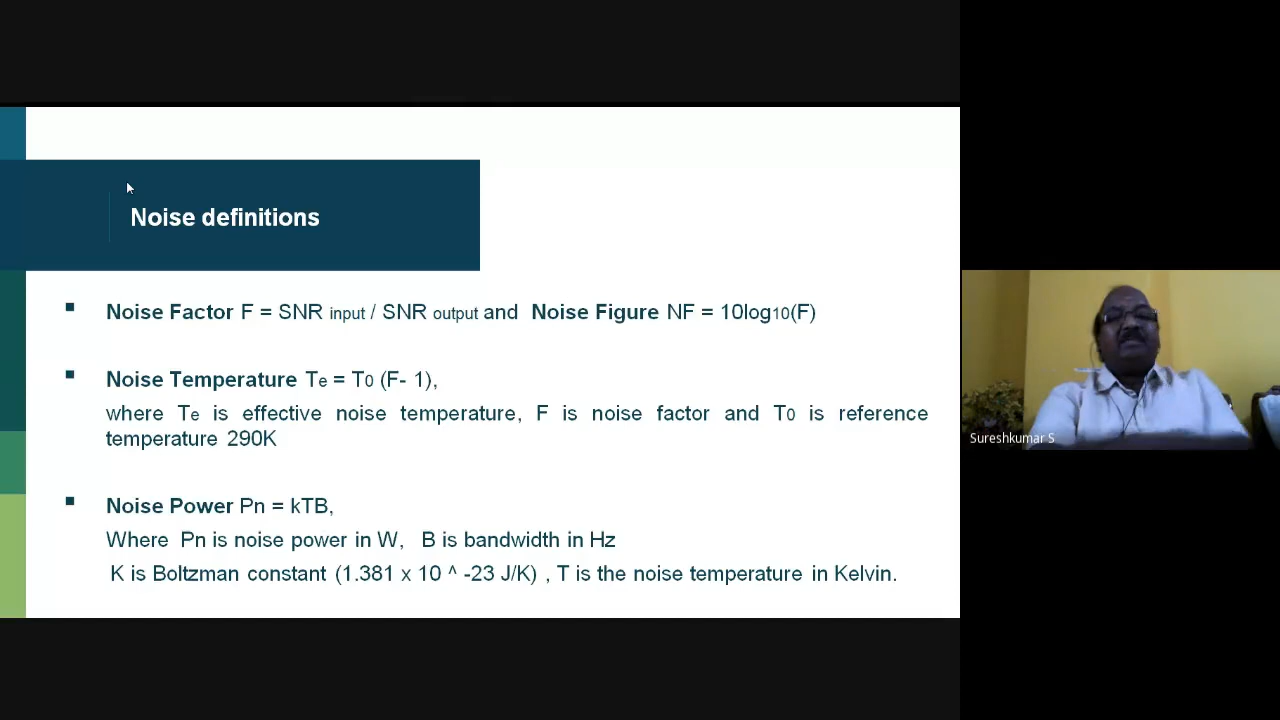 Noise definitions
Noise Factor F = SNR input / SNR output and Noise Figure NF = 10log10(F)
Noise Temperature Te = T0 (F- 1),
where Te is effective noise temperature, F is noise factor and T0 is reference
temperature 290K
Noise Power Pn = kTB,
Where Pn is noise power in W, B is bandwidth in Hz
K is Boltzman constant (1.381 x 10 ^ -23 J/K) , T is the noise temperature in Kelvin.
Sureshkumar S